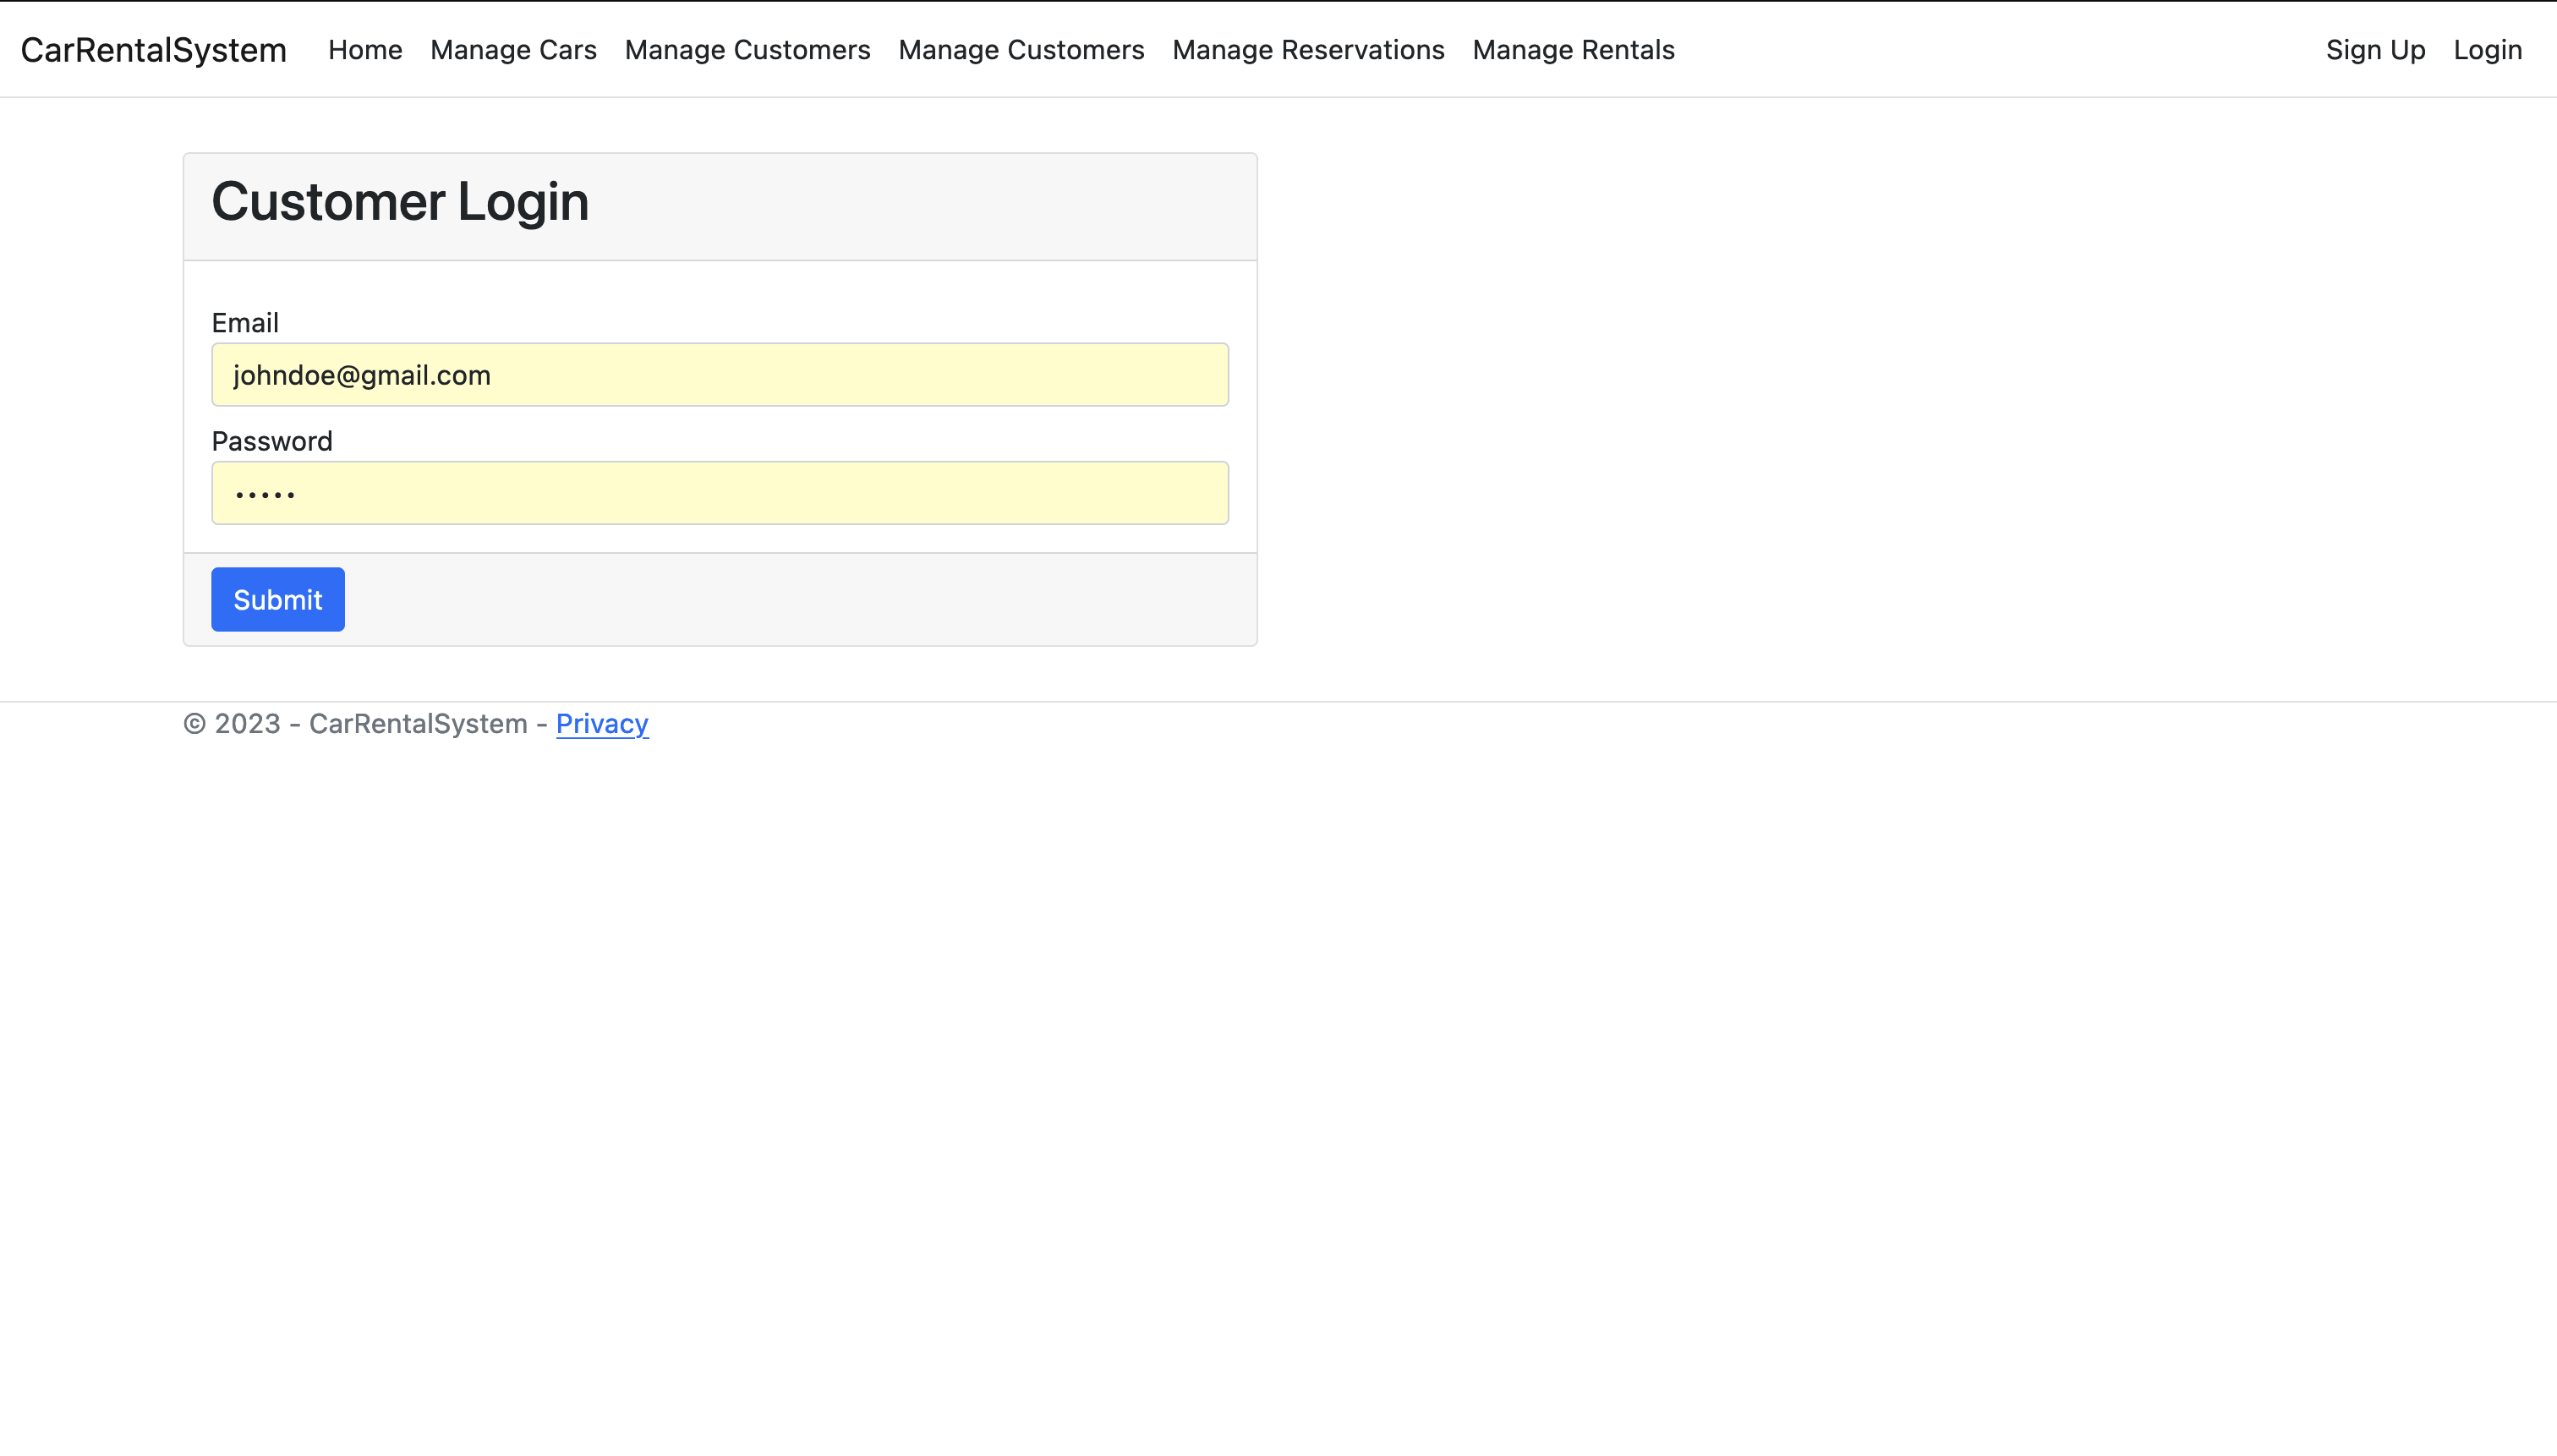 CarRentalSystem Home Manage Cars Manage Customers Manage Customers Manage Reservations Manage Rentals Sign Up Login
Customer Login
Email
johndoe@gmail.com
Password
•••••
Submit
© 2023 - CarRentalSystem - Privacy